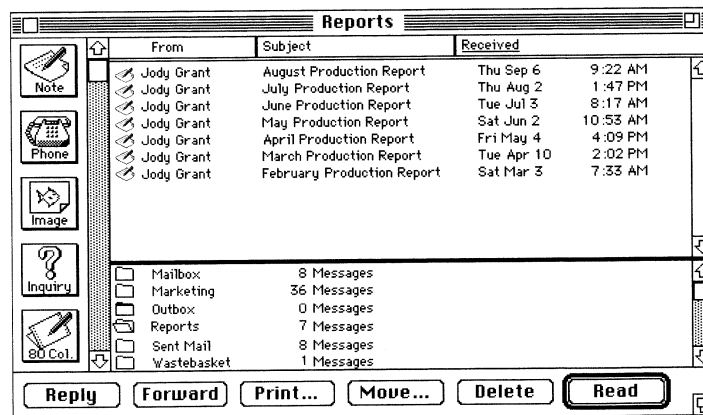 Reports
From Subject Received
Note
Phone
Image
Inquiry
80 Col.
Jody Grant August Production Report Thu Sep 6 9:22 AM
Jody Grant July Production Report Thu Aug 2 1:47 PM
Jody Grant June Production Report Tue Jul 3 8:17 AM
Jody Grant May Production Report Sat Jun 2 10:53 AM
Jody Grant April Production Report Fri May 4 4:09 PM
Jody Grant March Production Report Tue Apr 10 2:02 PM
Jody Grant February Production Report Sat Mar 3 7:33 AM
Mailbox 8 Messages
Marketing 36 Messages
Outbox 0 Messages
Reports 7 Messages
Sent Mail 8 Messages
Wastebasket 1 Messages
Reply Forward Print... Move... Delete Read